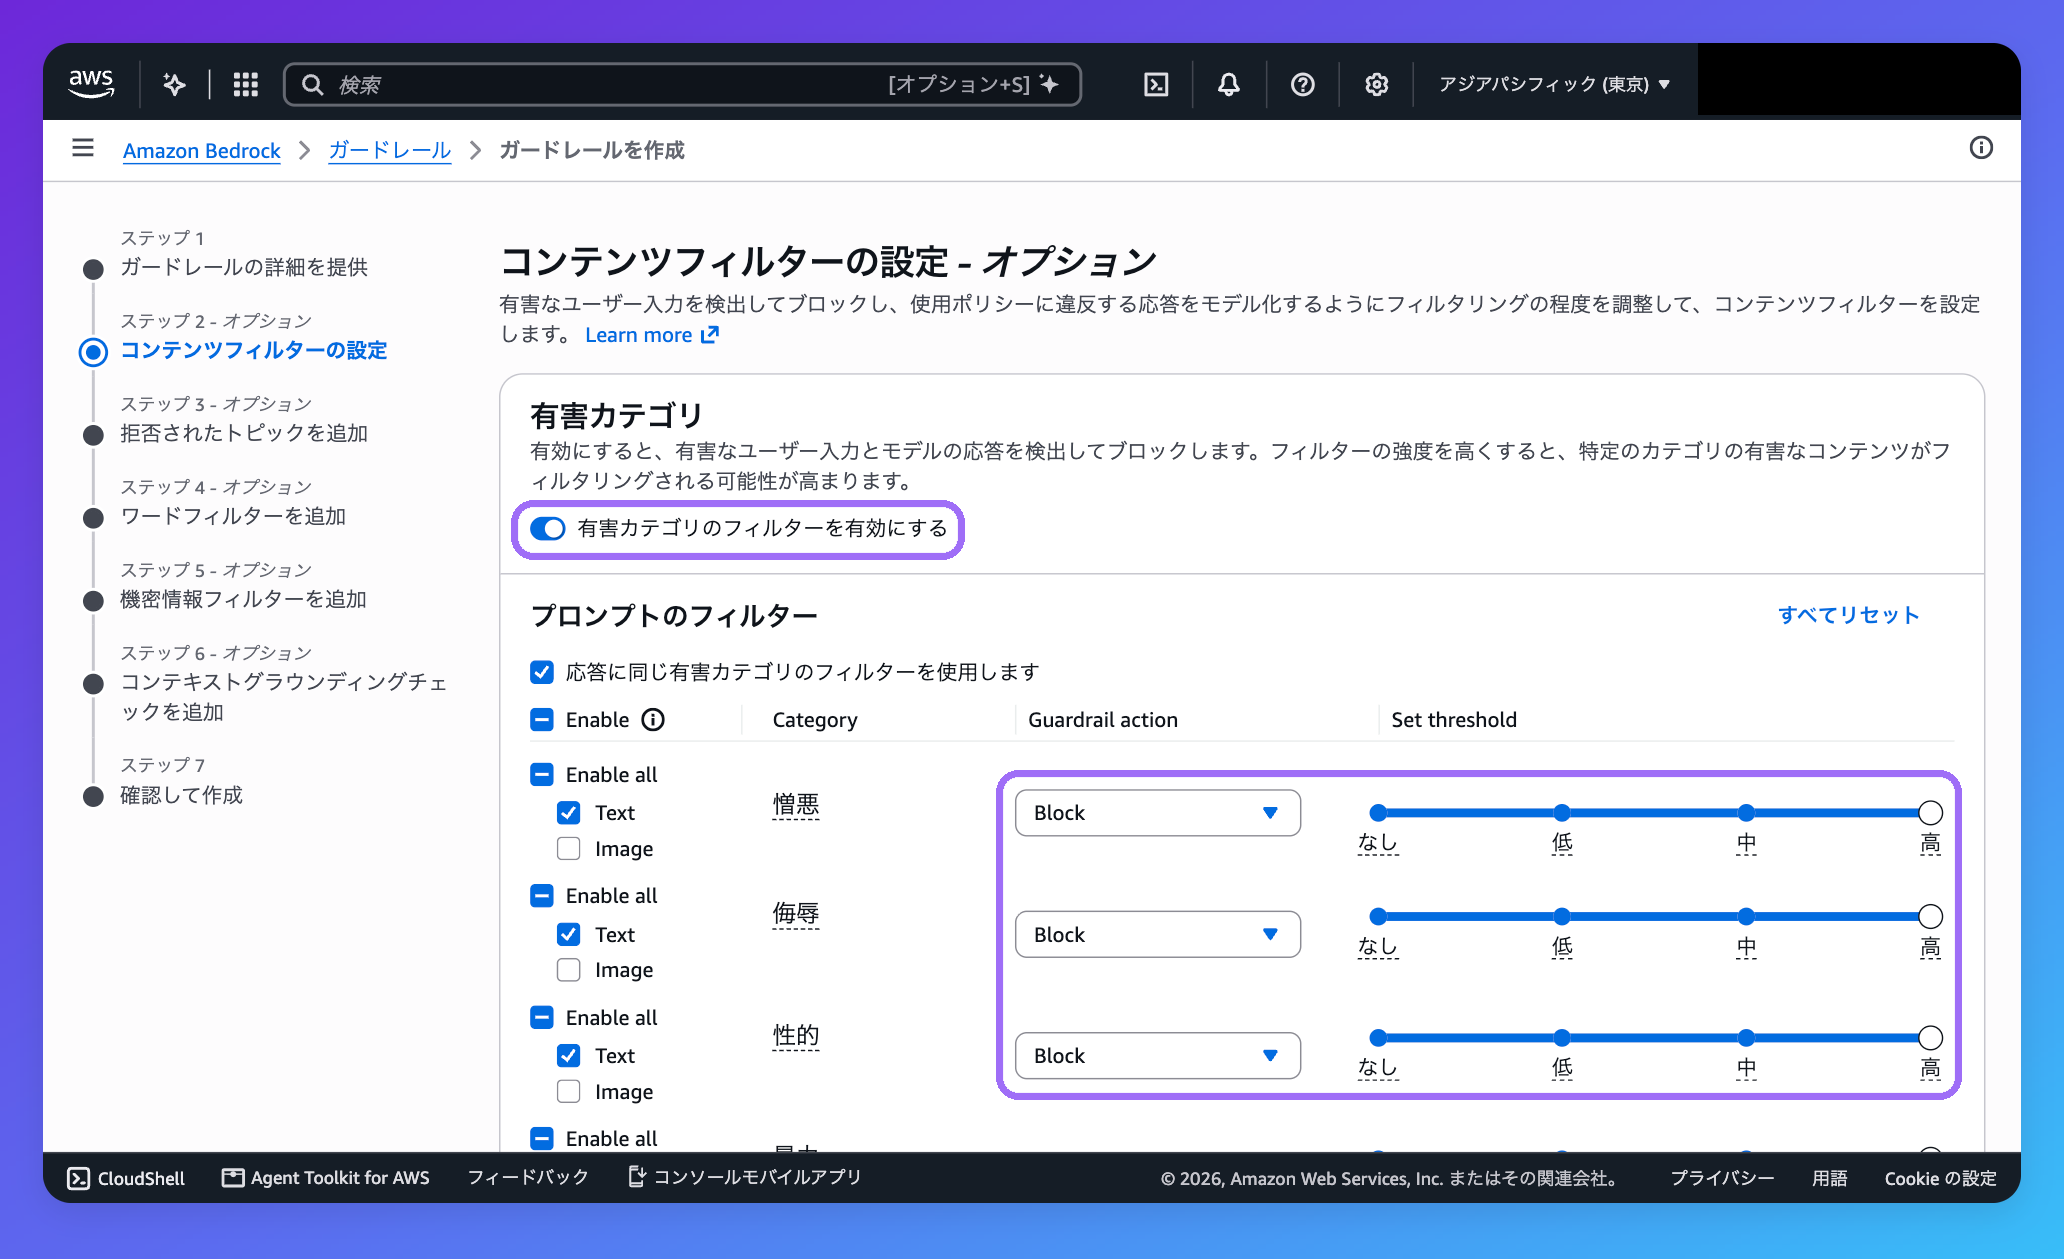 aws
検索
[オプション+S]
アジアパシフィック (東京)
Amazon Bedrock
ガードレール
ガードレールを作成
ステップ 1
ガードレールの詳細を提供
ステップ 2 - オプション
コンテンツフィルターの設定
ステップ 3 - オプション
拒否されたトピックを追加
ステップ 4 - オプション
ワードフィルターを追加
ステップ 5 - オプション
機密情報フィルターを追加
ステップ 6 - オプション
コンテキストグラウンディングチェ
ックを追加
ステップ 7
確認して作成
コンテンツフィルターの設定 - オプション
有害なユーザー入力を検出してブロックし、使用ポリシーに違反する応答をモデル化するようにフィルタリングの程度を調整して、コンテンツフィルターを設定
します。 Learn more
有害カテゴリ
有効にすると、有害なユーザー入力とモデルの応答を検出してブロックします。フィルターの強度を高くすると、特定のカテゴリの有害なコンテンツがフ
ィルタリングされる可能性が高まります。
有害カテゴリのフィルターを有効にする
プロンプトのフィルター
すべてリセット
応答に同じ有害カテゴリのフィルターを使用します
Enable Category Guardrail action Set threshold
Enable all
Text
Image
憎悪
Block
なし 低 中 高
Enable all
Text
Image
侮辱
Block
なし 低 中 高
Enable all
Text
Image
性的
Block
なし 低 中 高
Enable all
CloudShell
Agent Toolkit for AWS
フィードバック
コンソールモバイルアプリ
© 2026, Amazon Web Services, Inc. またはその関連会社。
プライバシー
用語
Cookie の設定